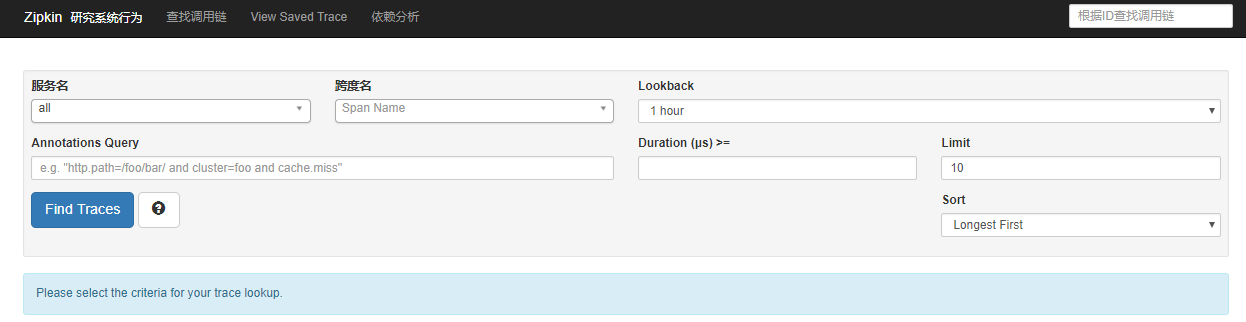 Zipkin 研究系统行为 查找调用链 View Saved Trace 依赖分析 根据ID查找调用链
服务名 跨度名 Lookback
all Span Name 1 hour
Annotations Query Duration (μs) >= Limit
e.g. "http.path=/foo/bar/ and cluster=foo and cache.miss" 10
Find Traces Sort
Longest First
Please select the criteria for your trace lookup.